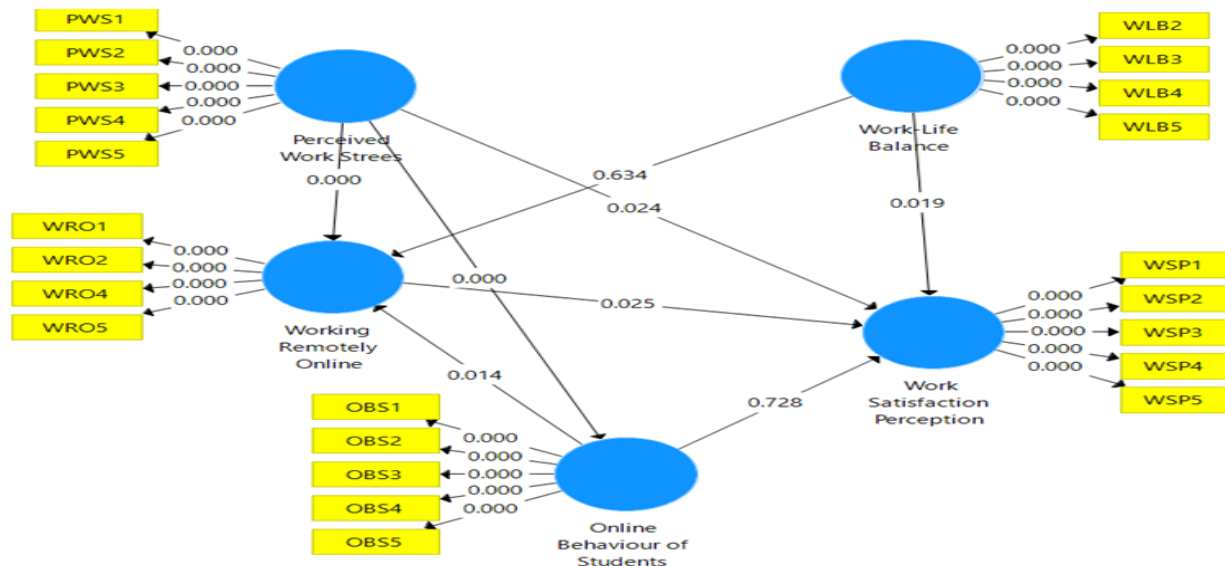 PWS1
PWS2
PWS3
PWS4
PWS5
0.000
0.000
0.000
0.000
0.000
Perceived
Work Strees
WLB2
WLB3
WLB4
WLB5
0.000
0.000
0.000
0.000
Work-Life
Balance
0.000
0.634
0.024
0.019
WRO1
WRO2
WRO4
WRO5
0.000
0.000
0.000
0.000
Working
Remotely
Online
0.000
0.025
0.014
0.728
WSP1
WSP2
WSP3
WSP4
WSP5
0.000
0.000
0.000
0.000
0.000
Work
Satisfaction
Perception
OBS1
OBS2
OBS3
OBS4
OBS5
0.000
0.000
0.000
0.000
0.000
Online
Behaviour of
Students